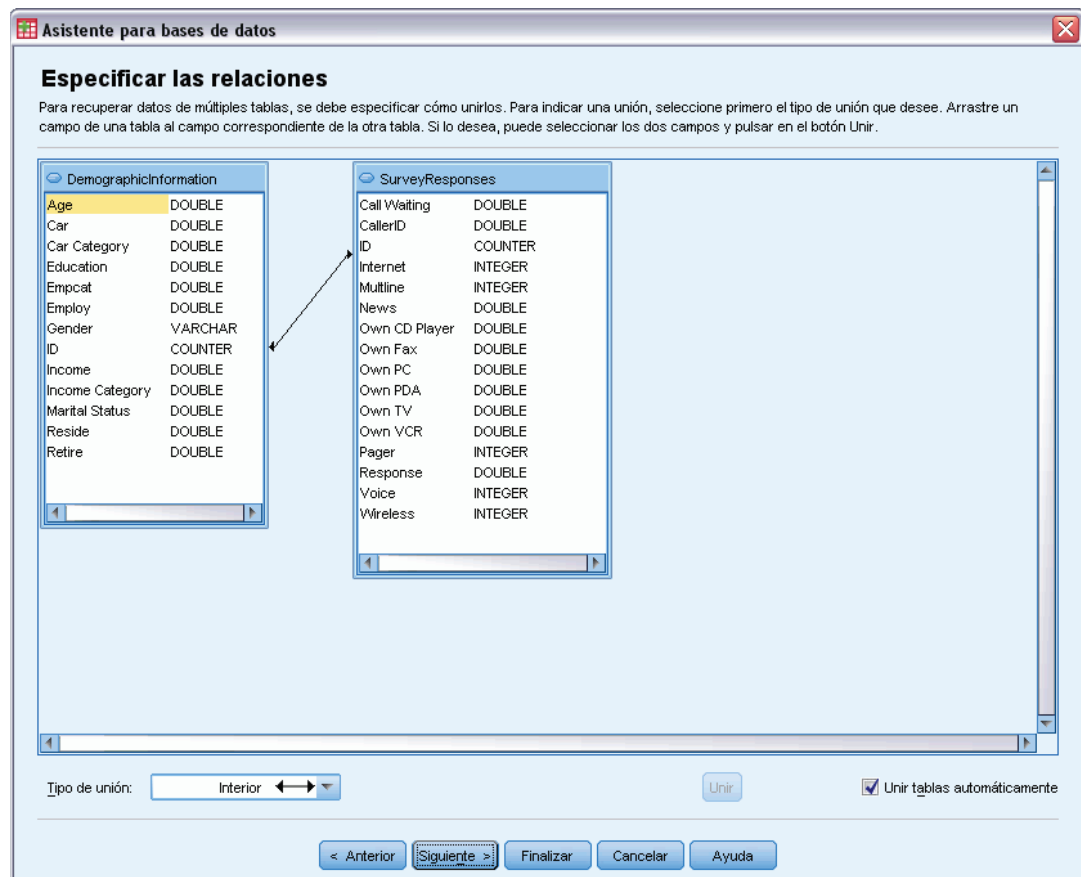 Asistente para bases de datos
Especificar las relaciones
Para recuperar datos de múltiples tablas, se debe especificar cómo unirlos. Para indicar una unión, seleccione primero el tipo de unión que desee. Arrastre un
campo de una tabla al campo correspondiente de la otra tabla. Si lo desea, puede seleccionar los dos campos y pulsar en el botón Unir.
DemographicInformation
Age DOUBLE
Car DOUBLE
Car Category DOUBLE
Education DOUBLE
Empcat DOUBLE
Employ DOUBLE
Gender VARCHAR
ID COUNTER
Income DOUBLE
Income Category DOUBLE
Marital Status DOUBLE
Reside DOUBLE
Retire DOUBLE
SurveyResponses
Call Waiting DOUBLE
CallerID DOUBLE
ID COUNTER
Internet INTEGER
Multline INTEGER
News DOUBLE
Own CD Player DOUBLE
Own Fax DOUBLE
Own PC DOUBLE
Own PDA DOUBLE
Own TV DOUBLE
Own VCR DOUBLE
Pager INTEGER
Response DOUBLE
Voice INTEGER
Wireless INTEGER
Tipo de unión: Interior Unir Unir tablas automáticamente
< Anterior Siguiente > Finalizar Cancelar Ayuda